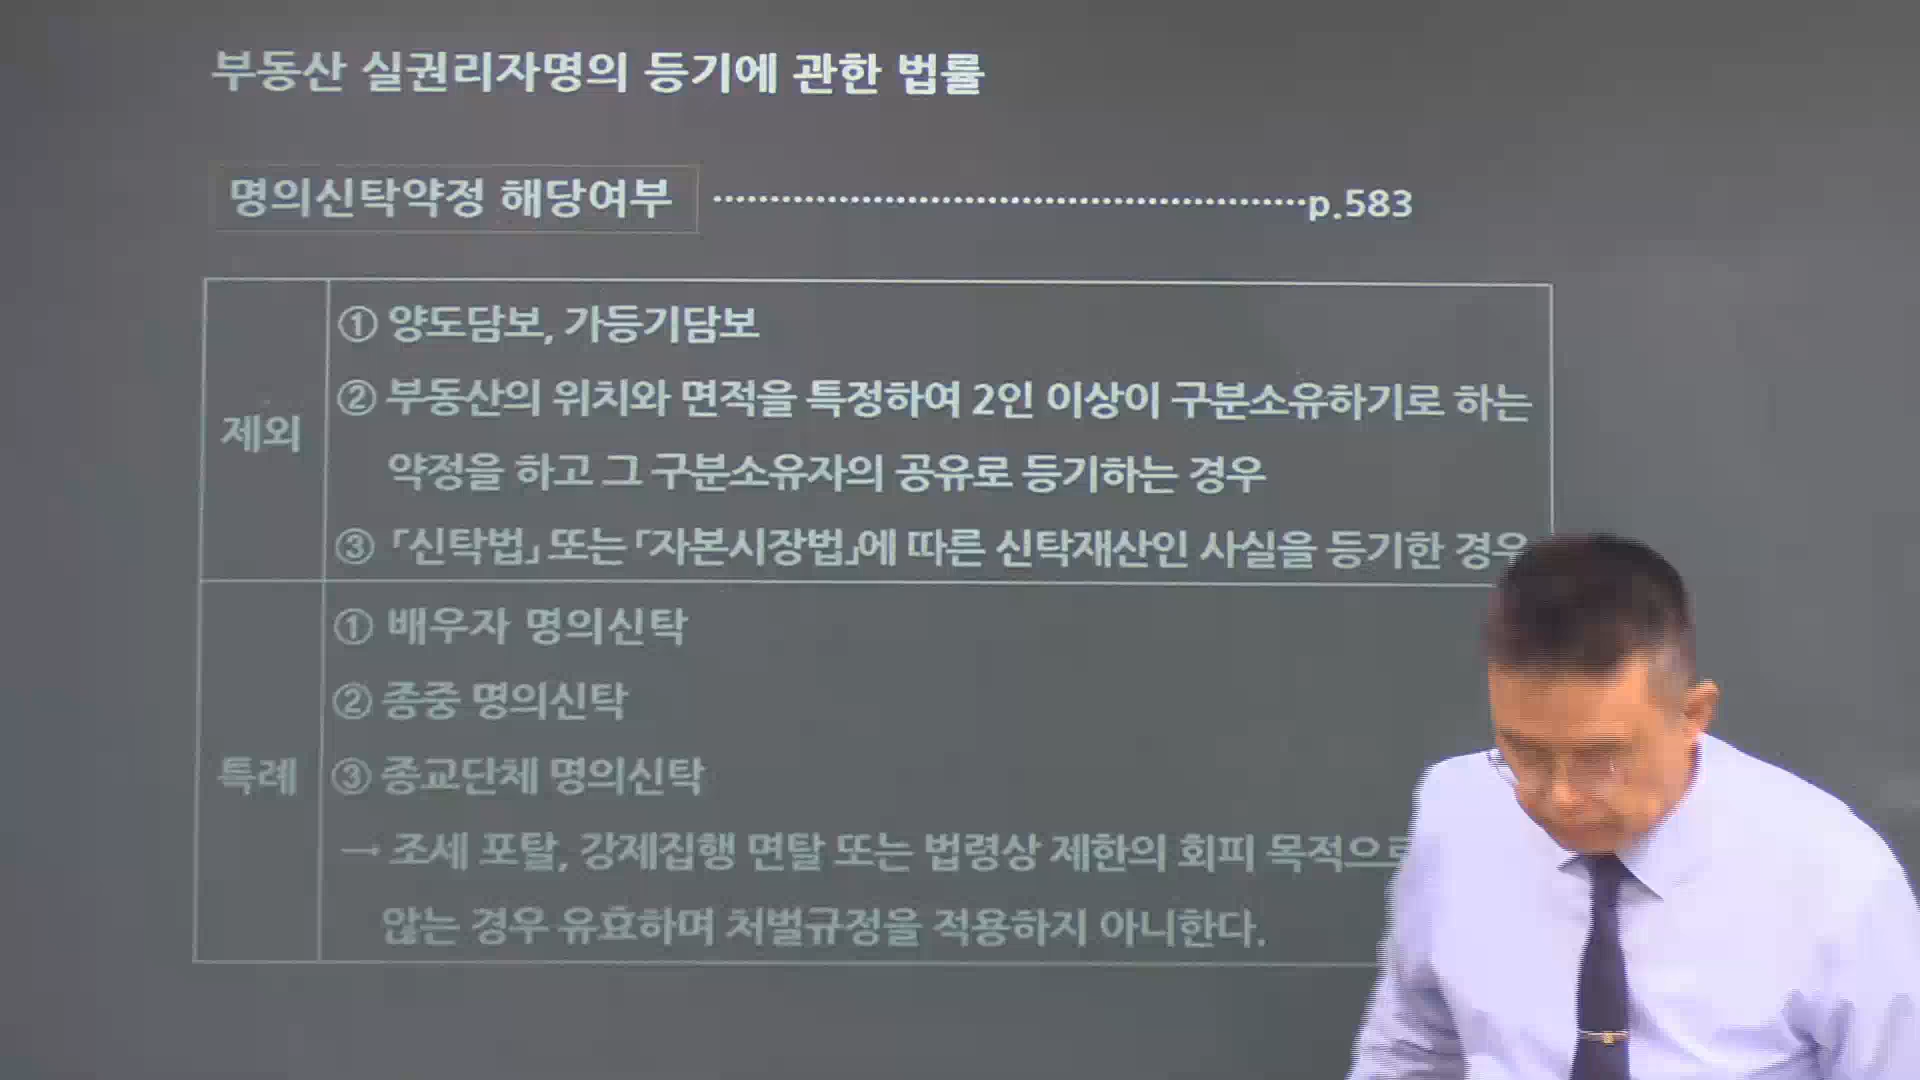 부동산 실권리자명의 등기에 관한 법률
명의신탁약정 해당여부 ························································p.583
제외
① 양도담보, 가등기담보
② 부동산의 위치와 면적을 특정하여 2인 이상이 구분소유하기로 하는
약정을 하고 그 구분소유자의 공유로 등기하는 경우
③ 「신탁법」 또는 「자본시장법」에 따른 신탁재산인 사실을 등기한 경우
특례
① 배우자 명의신탁
② 종중 명의신탁
③ 종교단체 명의신탁
→ 조세 포탈, 강제집행 면탈 또는 법령상 제한의 회피 목적으로
않는 경우 유효하며 처벌규정을 적용하지 아니한다.